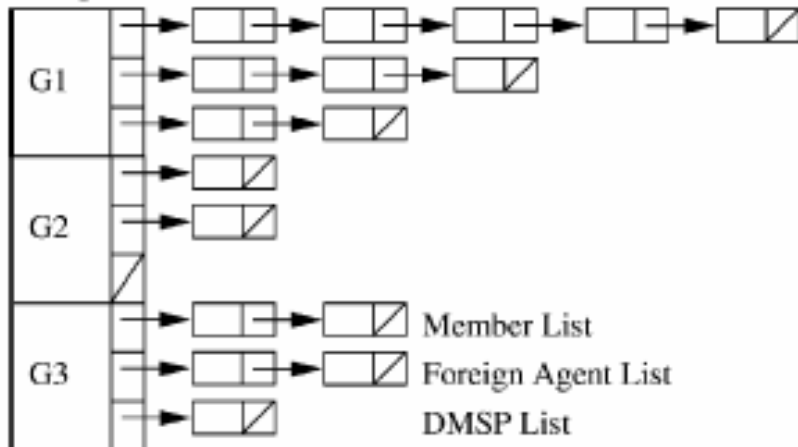 G1
G2
Member List
G3
Foreign Agent List
DMSP List